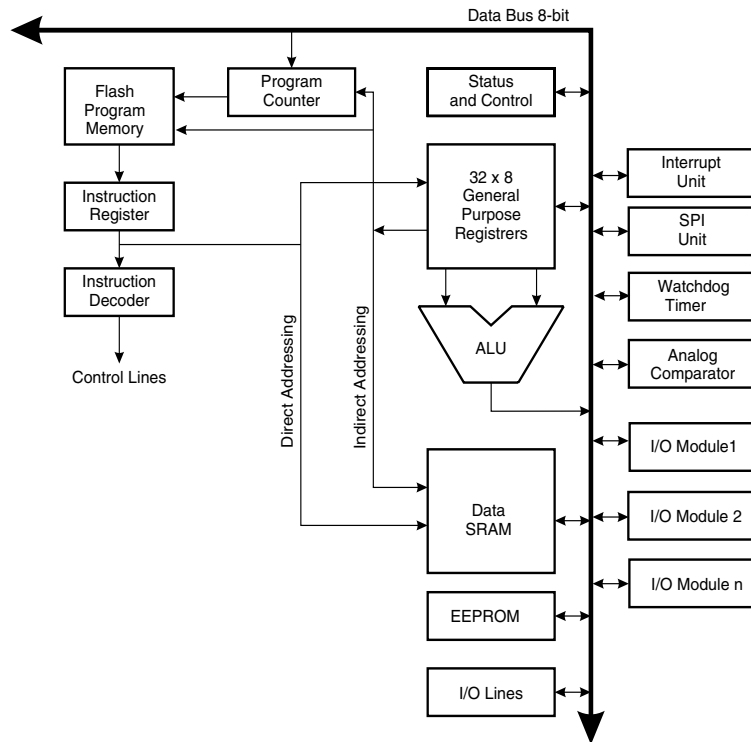 Data Bus 8-bit
Flash
Program
Memory
Program
Counter
Status
and Control
Instruction
Register
32 x 8
General
Purpose
Registrers
Interrupt
Unit
SPI
Unit
Instruction
Decoder
Watchdog
Timer
Control Lines
Direct Addressing
Indirect Addressing
ALU
Analog
Comparator
I/O Module1
Data
SRAM
I/O Module 2
I/O Module n
EEPROM
I/O Lines